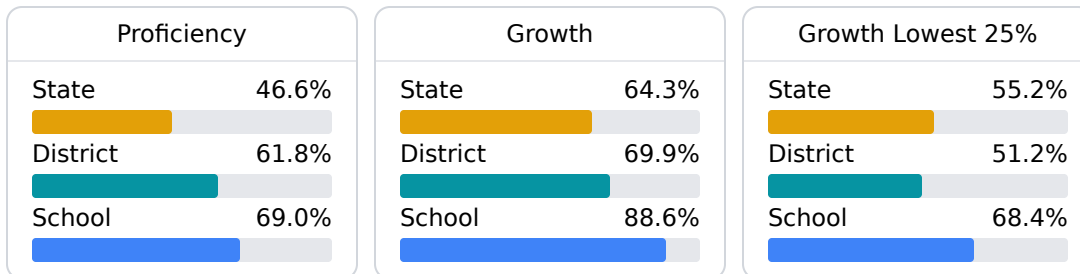 Proficiency
State 46.6%
District 61.8%
School 69.0%
Growth
State 64.3%
District 69.9%
School 88.6%
Growth Lowest 25%
State 55.2%
District 51.2%
School 68.4%